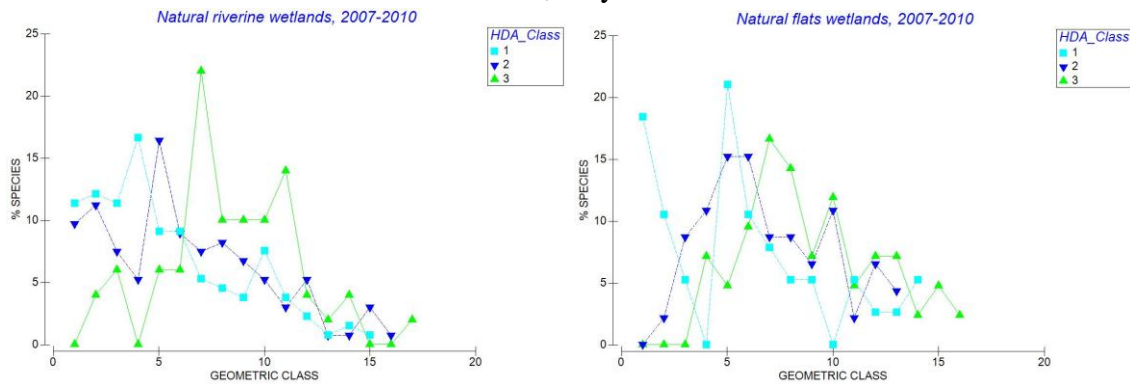 Natural riverine wetlands, 2007-2010
HDA_Class
1
2
3
25
20
15
10
5
0
% SPECIES
0 5 10 15 20
GEOMETRIC CLASS
Natural flats wetlands, 2007-2010
HDA_Class
1
2
3
25
20
15
10
5
0
% SPECIES
0 5 10 15 20
GEOMETRIC CLASS